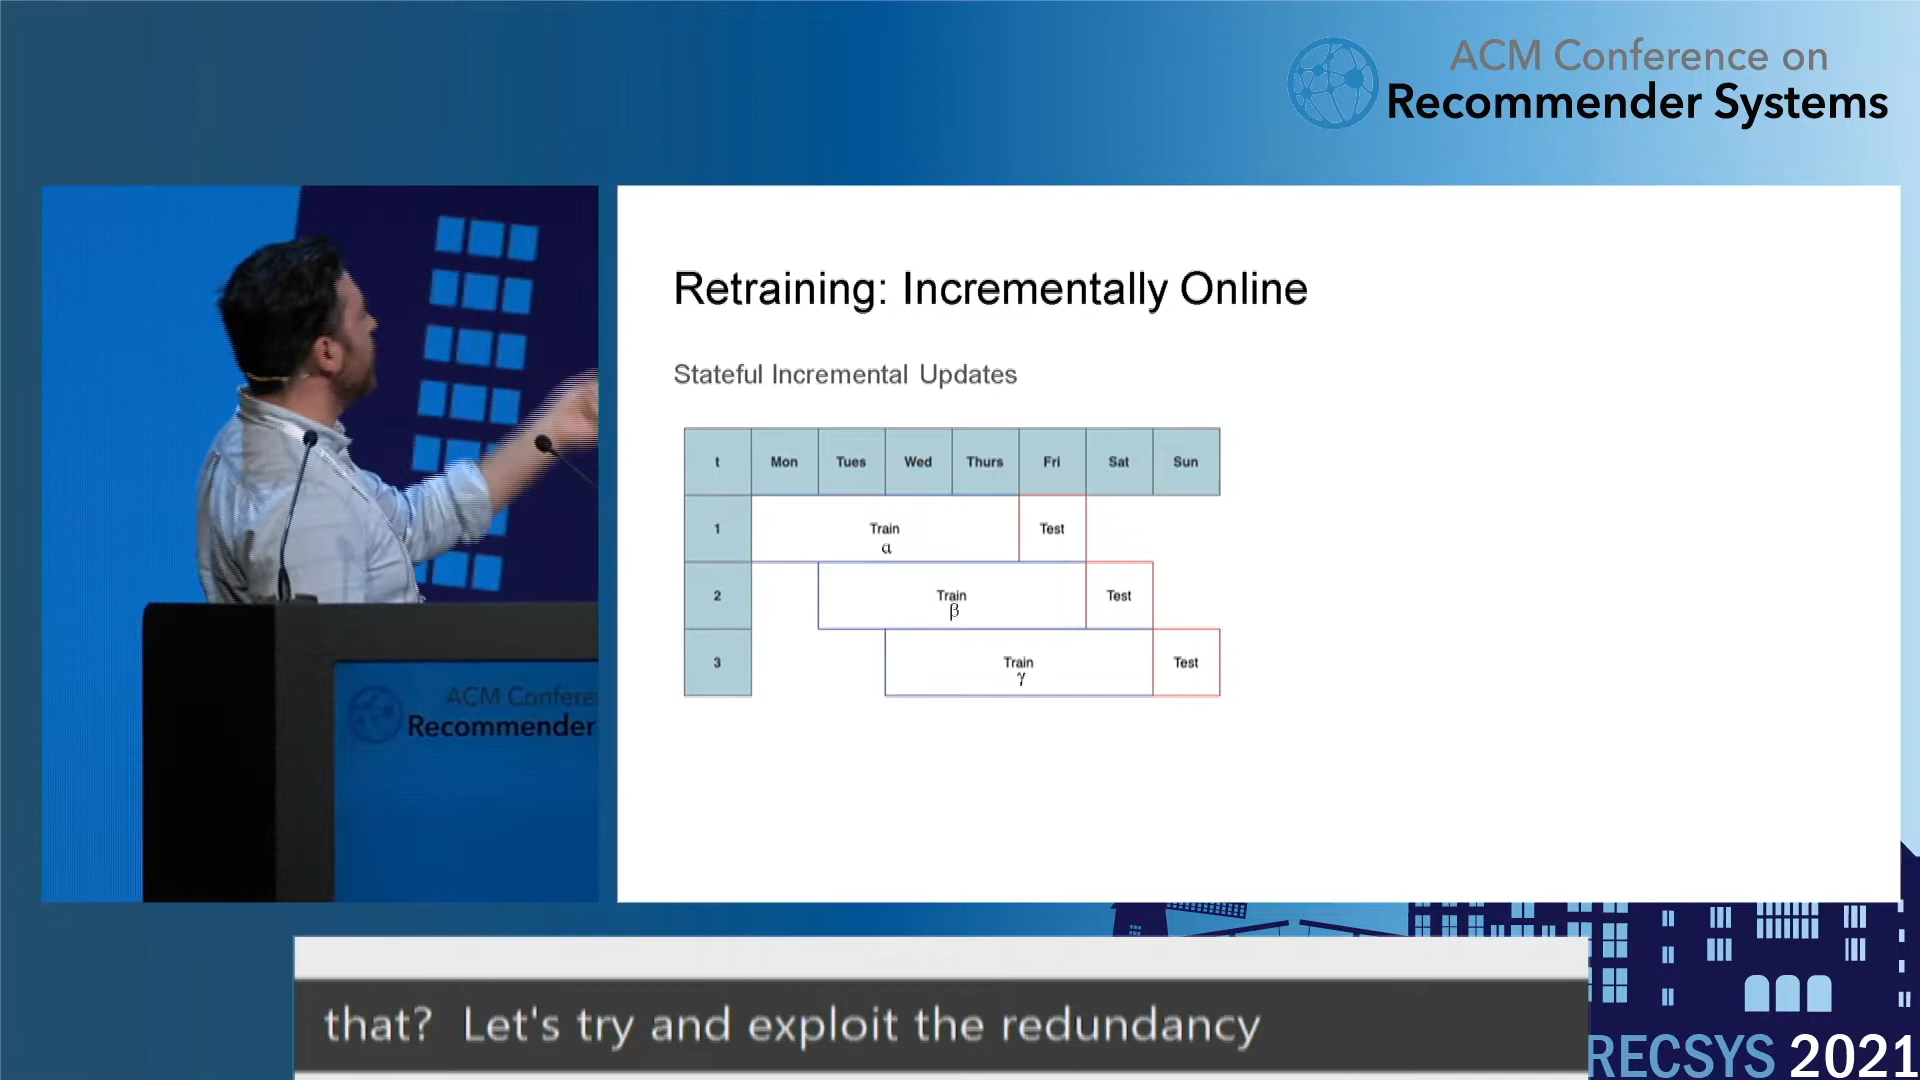 ACM Conference on
Recommender Systems
Retraining: Incrementally Online
Stateful Incremental Updates
t Mon Tues Wed Thurs Fri Sat Sun
1 Train Test
α
2 Train Test
β
3 Train Test
γ
ACM Confere
Recommender
that? Let's try and exploit the redundancy
RECSYS 2021